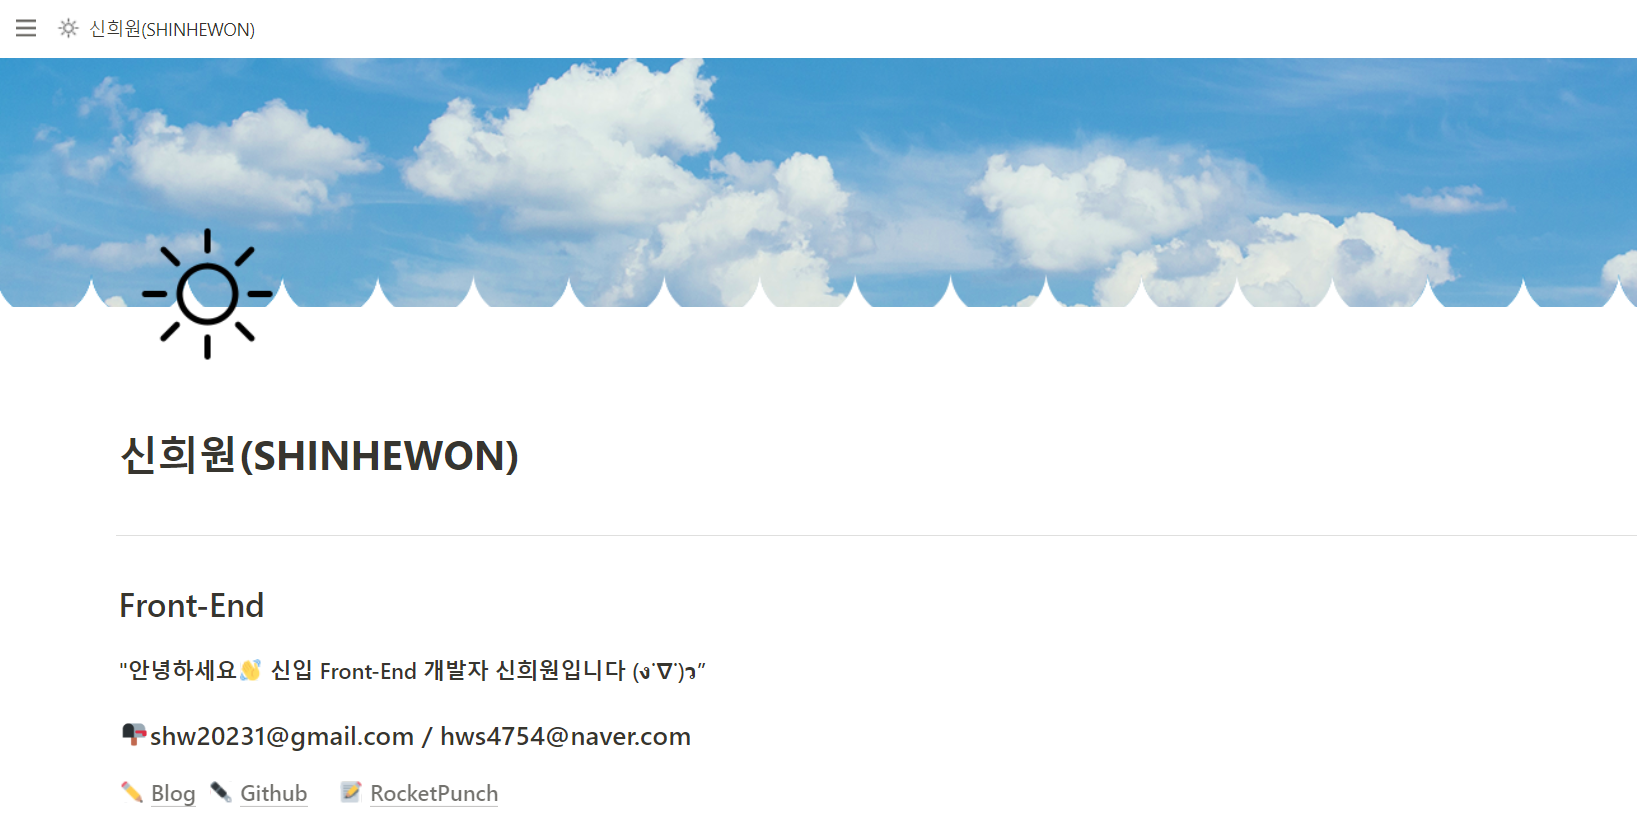 신희원(SHINHEWON)
신희원(SHINHEWON)
Front-End
"안녕하세요👋 신입 Front-End 개발자 신희원입니다 (ง˙∇˙)ว”
📭shw20231@gmail.com / hws4754@naver.com
✏️ Blog ✒️ Github 📝 RocketPunch